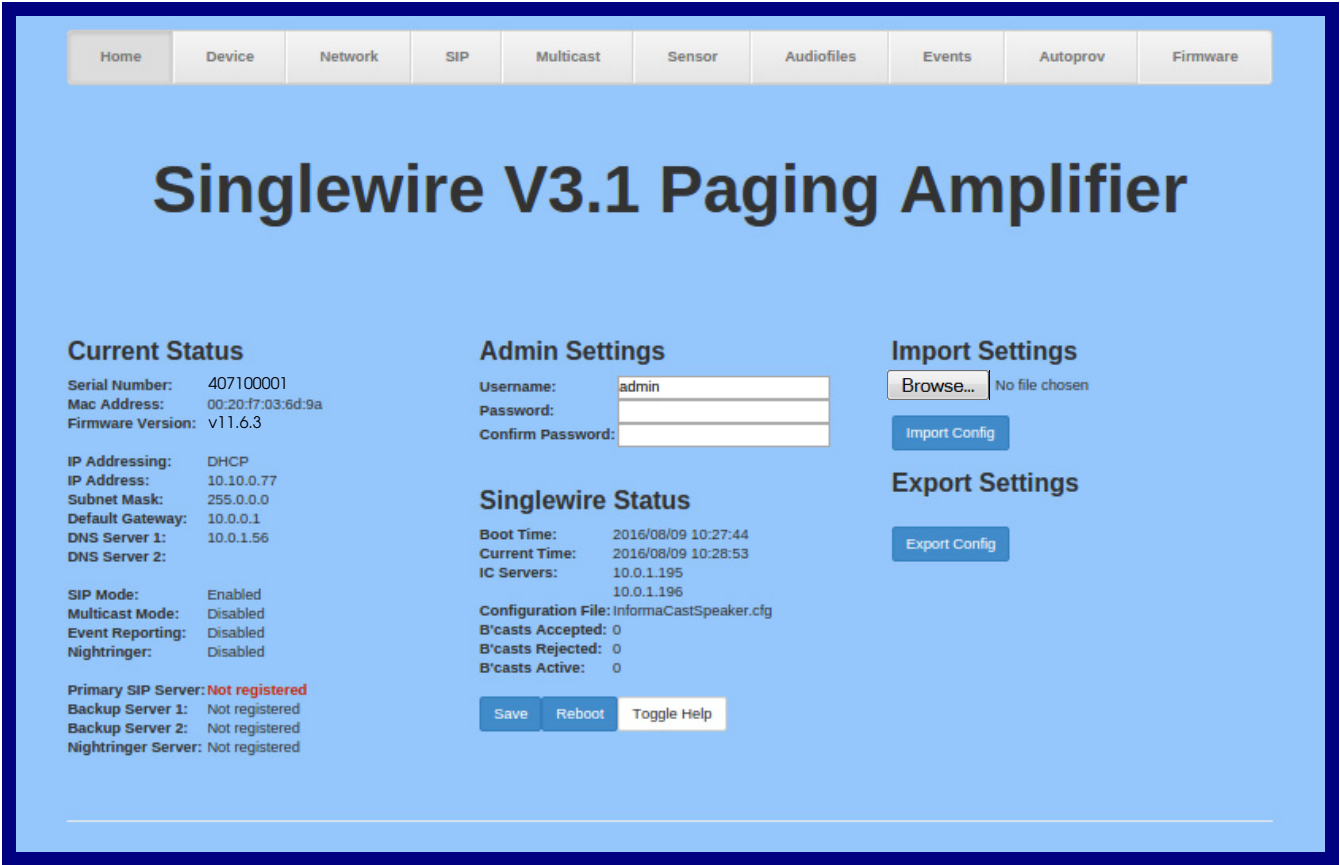 Home Device Network SIP Multicast Sensor Audiofiles Events Autoprov Firmware
Singlewire V3.1 Paging Amplifier
Current Status
Serial Number: 407100001
Mac Address: 00:20:f7:03:6d:9a
Firmware Version: v11.6.3
IP Addressing: DHCP
IP Address: 10.10.0.77
Subnet Mask: 255.0.0.0
Default Gateway: 10.0.0.1
DNS Server 1: 10.0.1.56
DNS Server 2:
SIP Mode: Enabled
Multicast Mode: Disabled
Event Reporting: Disabled
Nightringer: Disabled
Primary SIP Server: Not registered
Backup Server 1: Not registered
Backup Server 2: Not registered
Nightringer Server: Not registered
Admin Settings
Username: admin
Password:
Confirm Password:
Singlewire Status
Boot Time: 2016/08/09 10:27:44
Current Time: 2016/08/09 10:28:53
IC Servers: 10.0.1.195
10.0.1.196
Configuration File: InformaCastSpeaker.cfg
B'casts Accepted: 0
B'casts Rejected: 0
B'casts Active: 0
Save Reboot Toggle Help
Import Settings
Browse... No file chosen
Import Config
Export Settings
Export Config